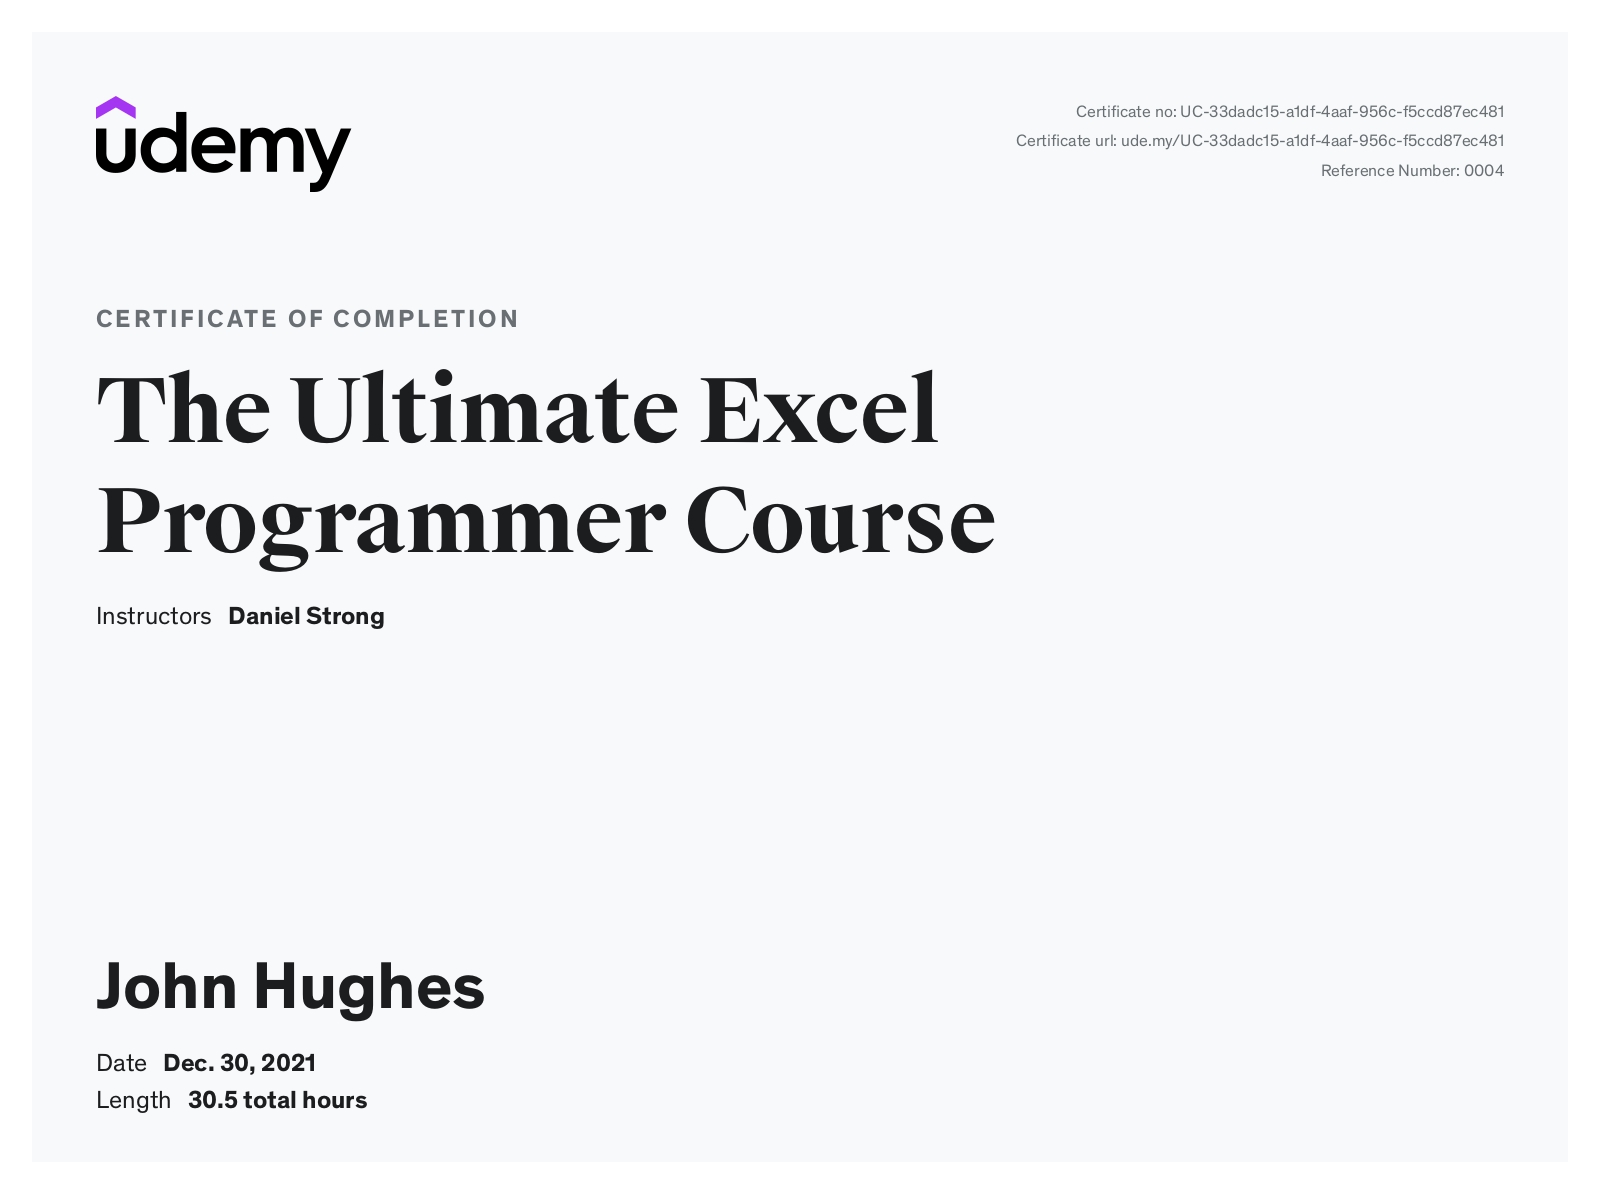 udemy
Certificate no: UC-33dadc15-a1df-4aaf-956c-f5ccd87ec481
Certificate url: ude.my/UC-33dadc15-a1df-4aaf-956c-f5ccd87ec481
Reference Number: 0004
CERTIFICATE OF COMPLETION
The Ultimate Excel
Programmer Course
Instructors Daniel Strong
John Hughes
Date Dec. 30, 2021
Length 30.5 total hours